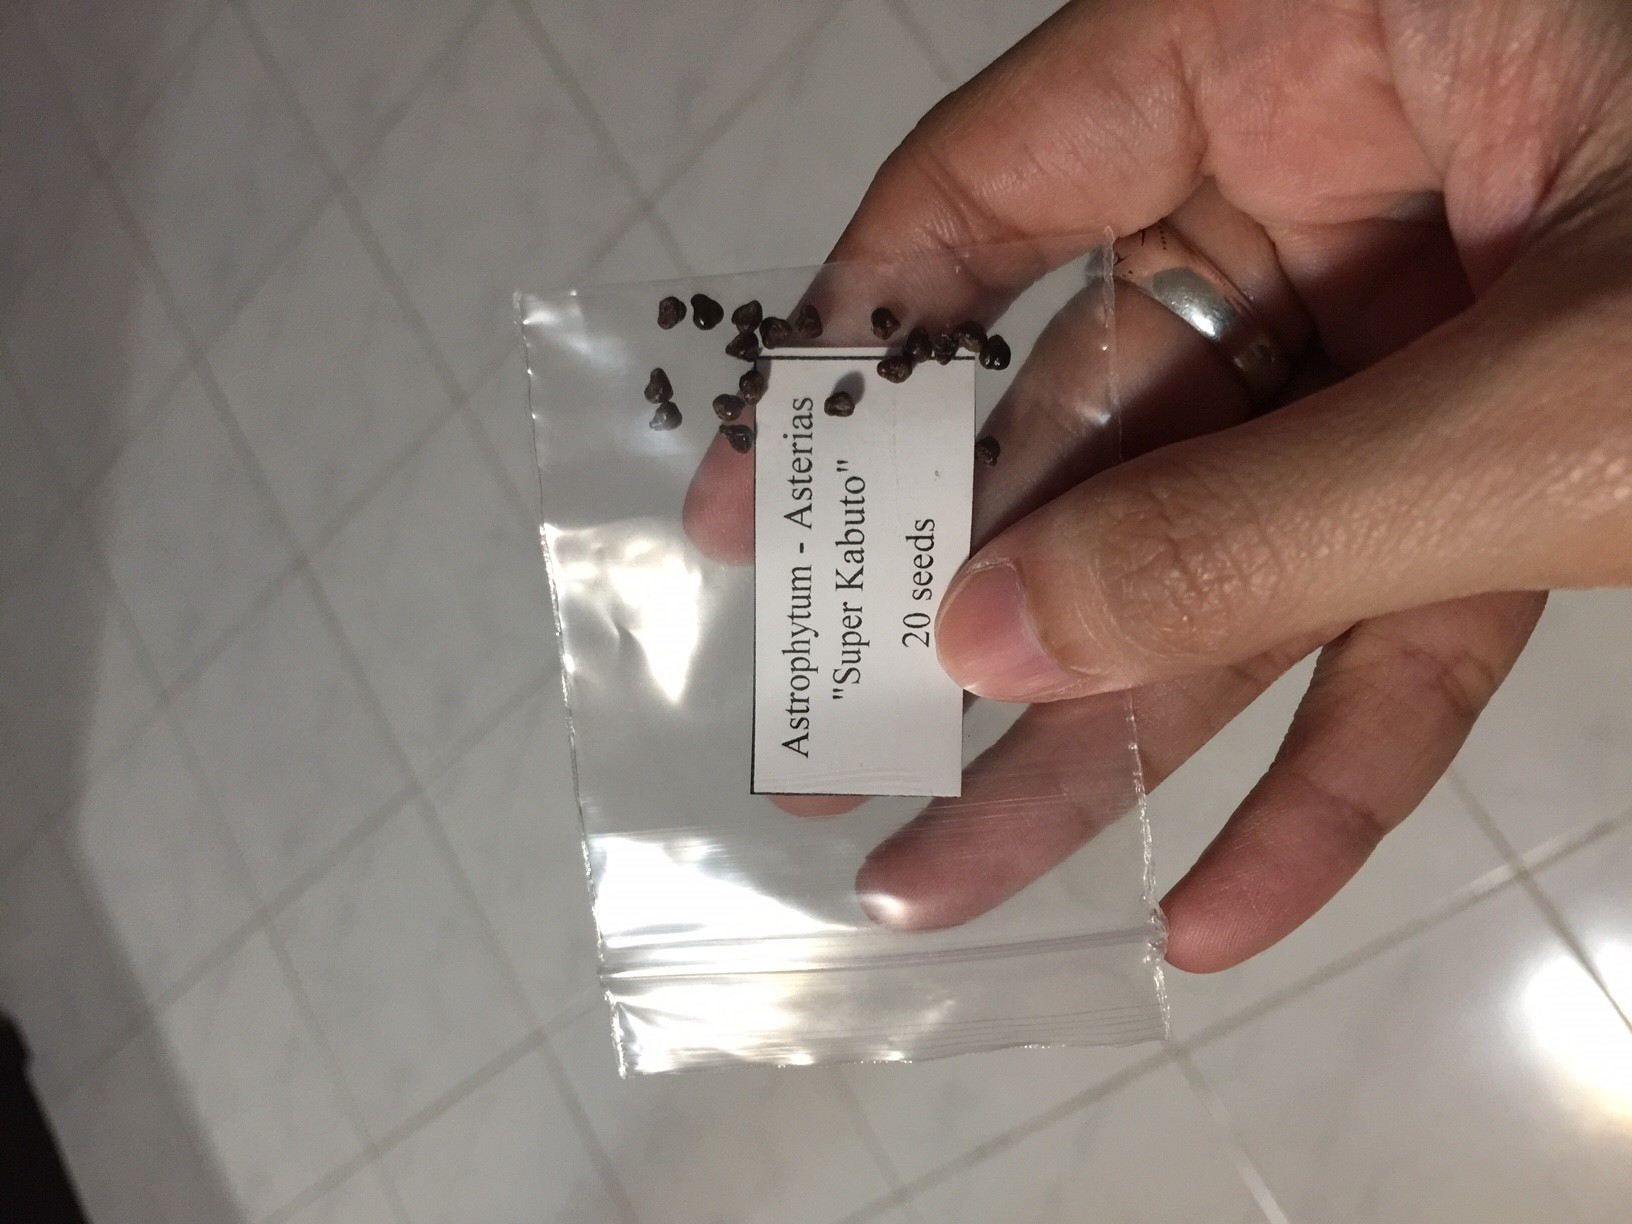 Astrophytum - Asterias
"Super Kabuto"
20 seeds